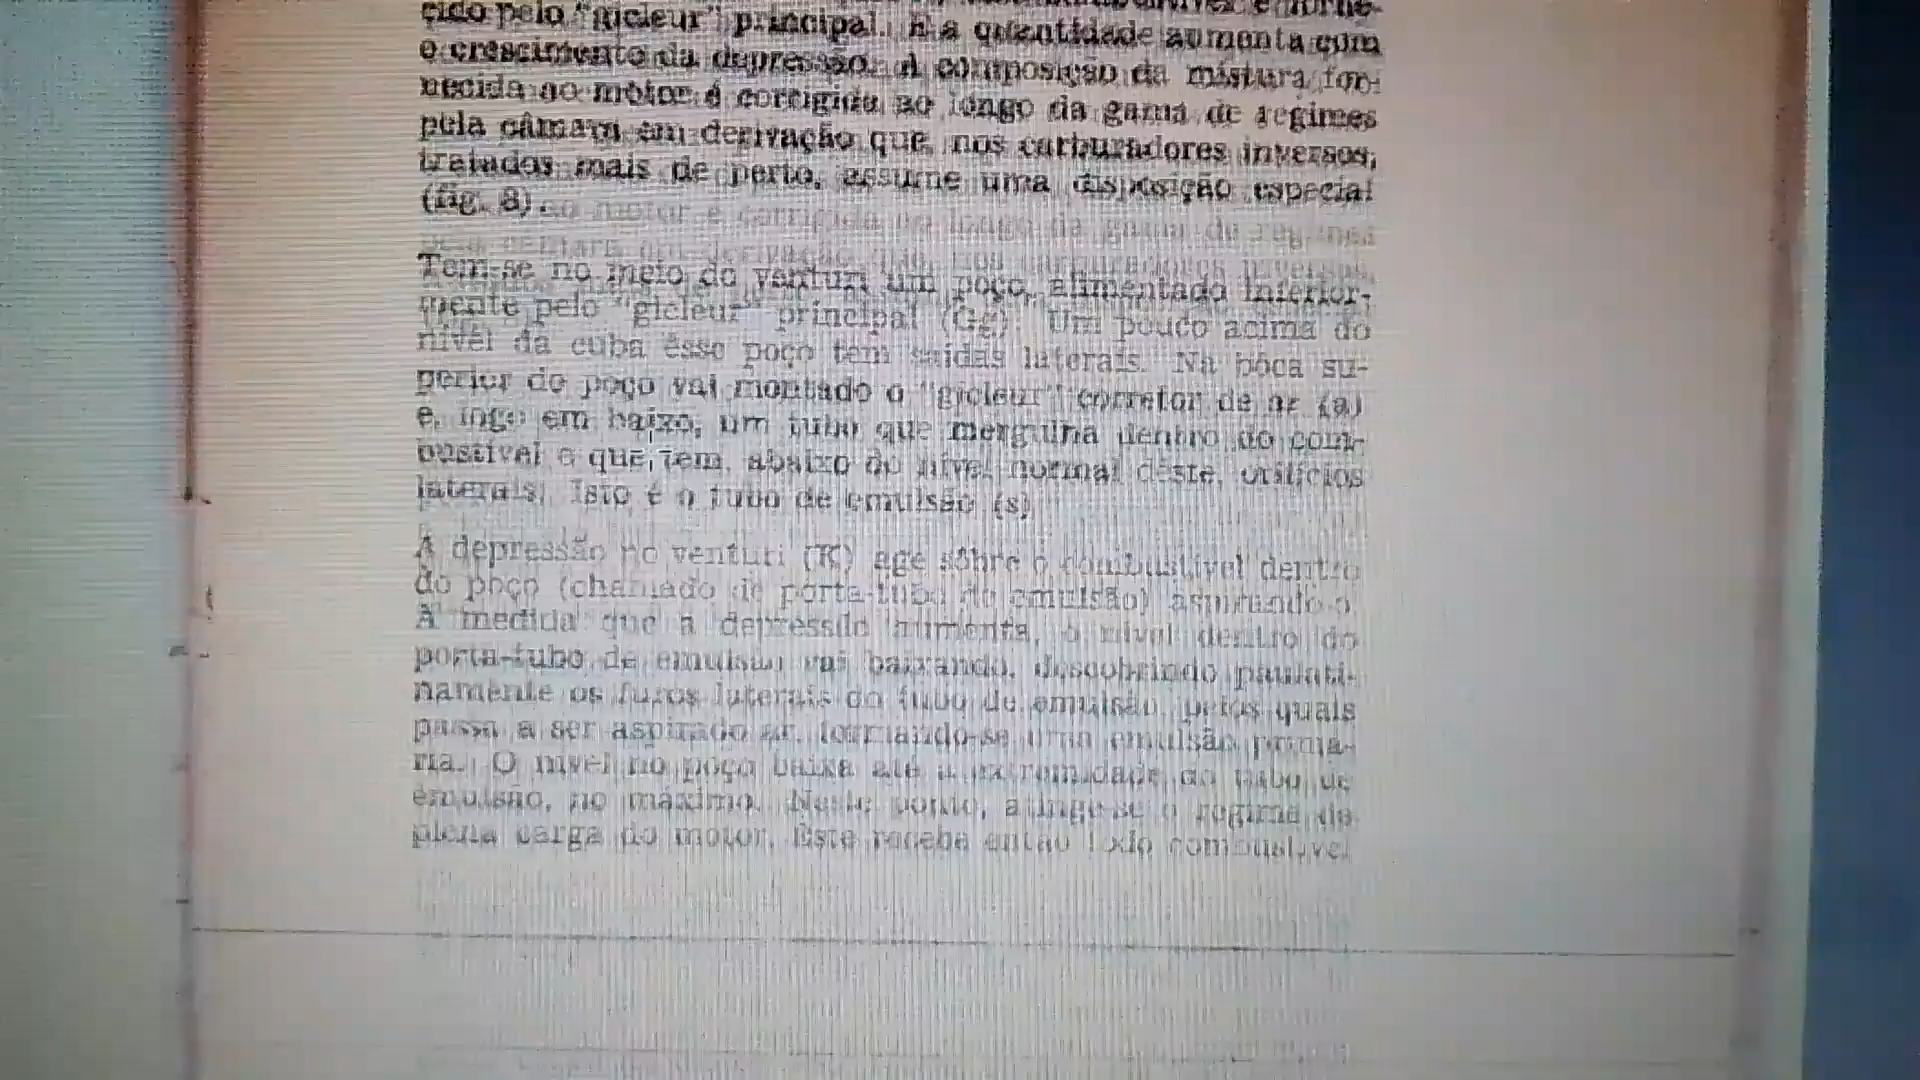 cido pelo "gicleur" principal. E a quantidade aumenta com
o crescimento da depressão. A composição da mistura for-
necida ao motor é corrigida ao longo da gama de regimes
pela câmara em derivação que, nos carburadores inversos,
tratados mais de perto, assume uma disposição especial
(fig. 8).
Tem-se no meio do venturi um poço, alimentado inferior-
mente pelo "gicleur" principal (Gg). Um pouco acima do
nível da cuba êsse poço tem saídas laterais. Na bôca su-
perior do poço vai montado o "gicleur" corretor de ar (a)
e, logo em baixo, um tubo que mergulha dentro do com-
bustível e que tem, abaixo do nível normal dêste, orifícios
laterais. Isto é o tubo de emulsão (s)
A depressão no venturi (K) age sôbre o combustível dentro
do poço (chamado de porta-tubo de emulsão) aspirando-o.
À medida que a depressão aumenta, o nível dentro do
porta-tubo de emulsão vai baixando, descobrindo paulati-
namente os furos laterais do tubo de emulsão, pelos quais
passa a ser aspirado ar, formando-se uma emulsão primá-
ria. O nível no poço baixa até a extremidade do tubo de
emulsão, no máximo. Neste ponto, atinge-se o regime de
plena carga do motor. Êste recebe então todo combustível